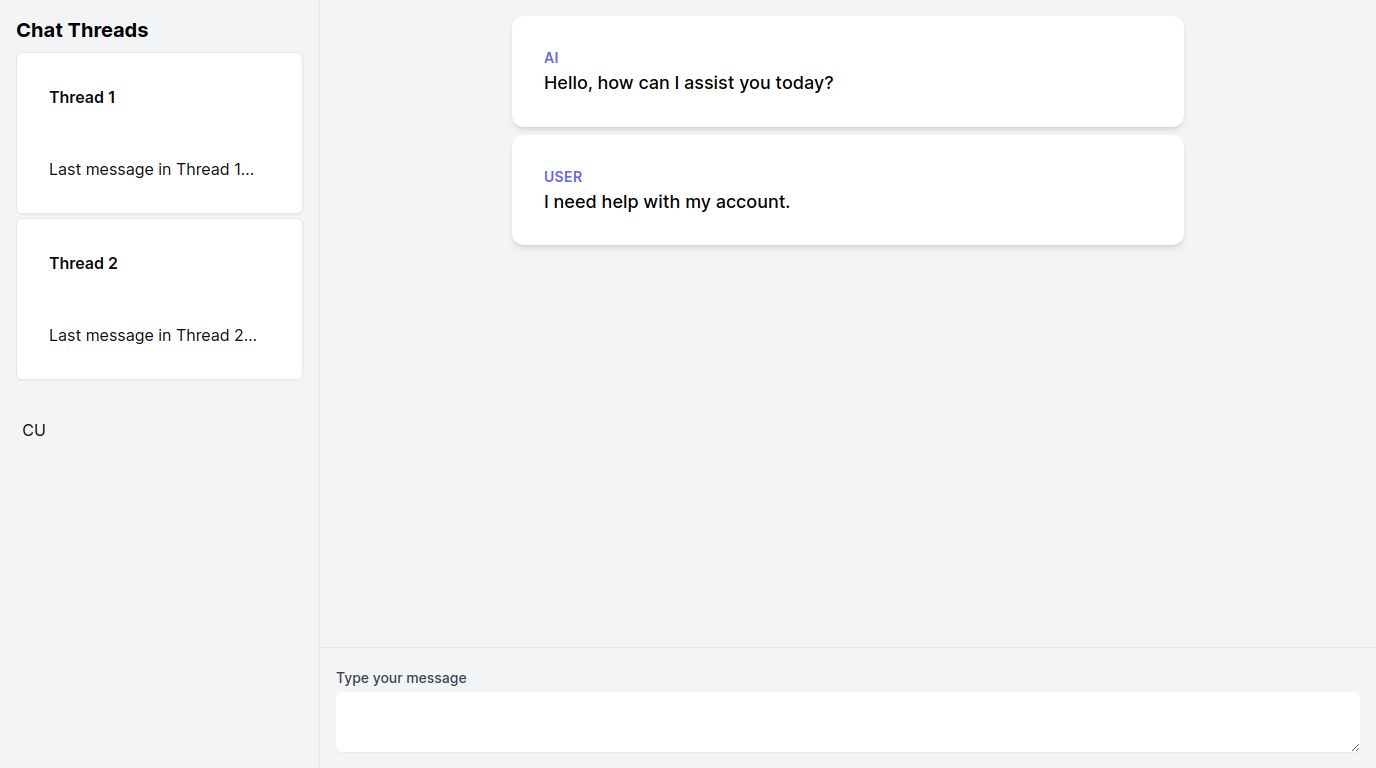 Chat Threads
Thread 1
Last message in Thread 1...
Thread 2
Last message in Thread 2...
CU
AI
Hello, how can I assist you today?
USER
I need help with my account.
Type your message